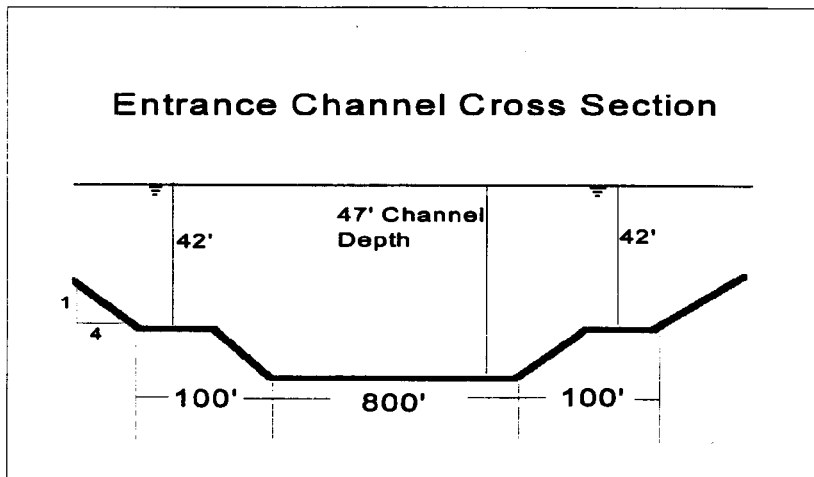 Entrance Channel Cross Section
47' Channel
Depth
42'
42'
1
4
100'
800'
100'